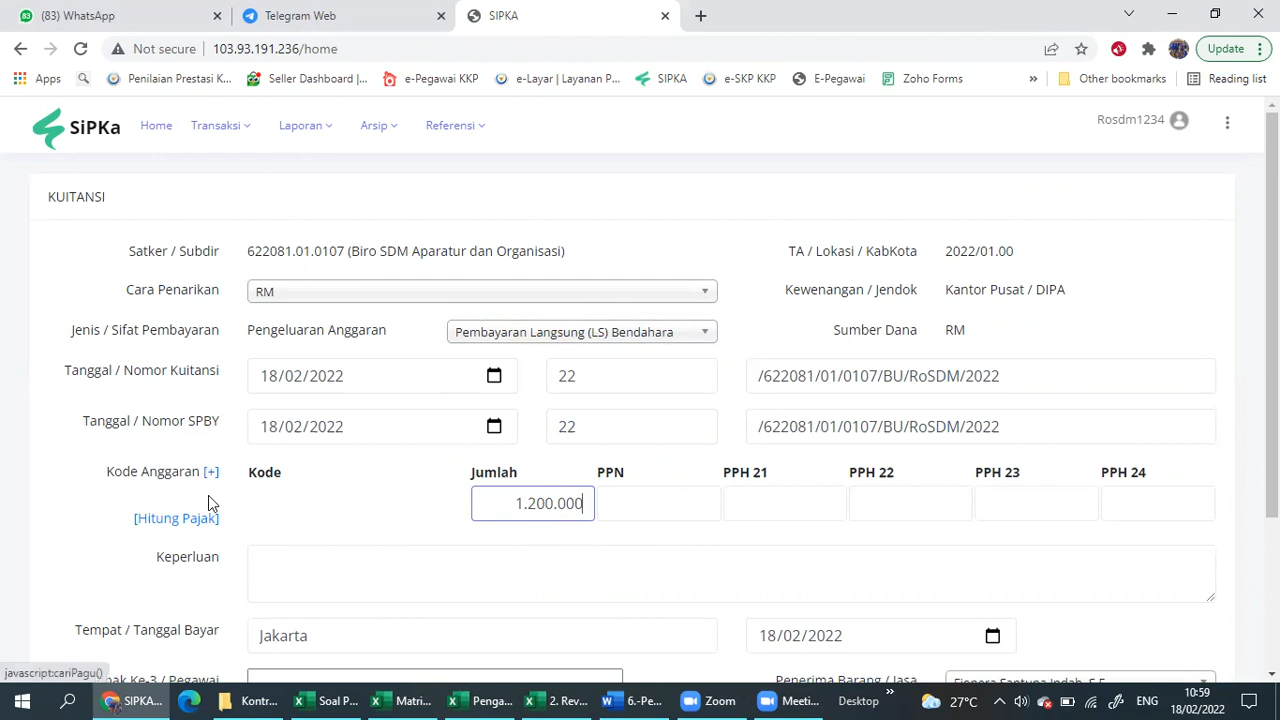 (83) WhatsApp
Telegram Web
SIPKA
Not secure
103.93.191.236/home
Update
Apps
Penilaian Prestasi K...
Seller Dashboard |...
e-Pegawai KKP
e-Layar | Layanan P...
SIPKA
e-SKP KKP
E-Pegawai
Zoho Forms
»
Other bookmarks
Reading list
SiPKa
Home
Transaksi
Laporan
Arsip
Referensi
Rosdm1234
KUITANSI
Satker / Subdir
622081.01.0107 (Biro SDM Aparatur dan Organisasi)
TA / Lokasi / KabKota
2022/01.00
Cara Penarikan
RM
Kewenangan / Jendok
Kantor Pusat / DIPA
Jenis / Sifat Pembayaran
Pengeluaran Anggaran
Pembayaran Langsung (LS) Bendahara
Sumber Dana
RM
Tanggal / Nomor Kuitansi
18/02/2022
22
/622081/01/0107/BU/RoSDM/2022
Tanggal / Nomor SPBY
18/02/2022
22
/622081/01/0107/BU/RoSDM/2022
Kode Anggaran [+]
Kode
Jumlah
PPN
PPH 21
PPH 22
PPH 23
PPH 24
1.200.000
[Hitung Pajak]
Keperluan
Tempat / Tanggal Bayar
Jakarta
18/02/2022
javascript:cariPagu()
Ke-3 / Pegawai
Penerima Barang / Jasa
SIPKA...
Kontr...
Soal P...
Matri...
Penga...
2. Rev...
6.-Pe...
Zoom
Meeti...
Desktop
»
27°C
ENG
10:59
18/02/2022